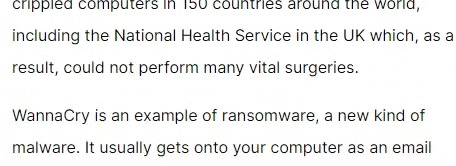 crippled computers in 150 countries around the world,
including the National Health Service in the UK which, as a
result, could not perform many vital surgeries.
WannaCry is an example of ransomware, a new kind of
malware. It usually gets onto your computer as an email